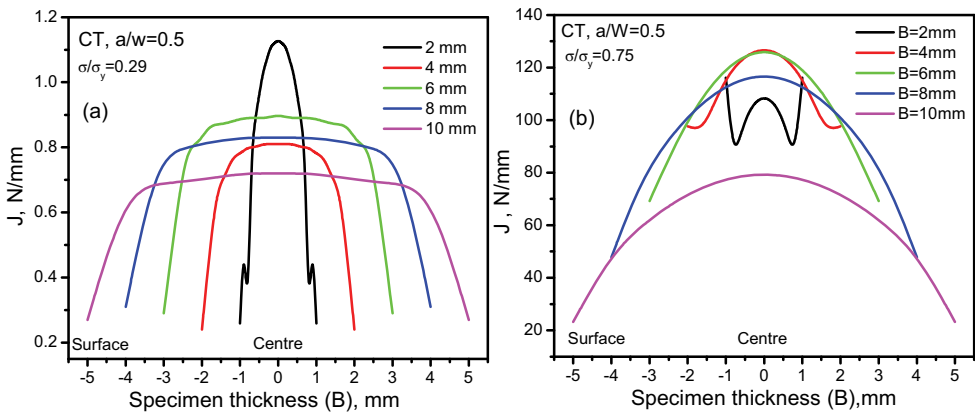 CT, a/w=0.5
σ/σy=0.29
(a)
2 mm
4 mm
6 mm
8 mm
10 mm
J, N/mm
1.2
1.0
0.8
0.6
0.4
0.2
Surface
Centre
-5 -4 -3 -2 -1 0 1 2 3 4 5
Specimen thickness (B), mm
CT, a/W=0.5
σ/σy=0.75
(b)
B=2mm
B=4mm
B=6mm
B=8mm
B=10mm
J , N/mm
140
120
100
80
60
40
20
Surface
Centre
-5 -4 -3 -2 -1 0 1 2 3 4 5
Specimen thickness (B),mm